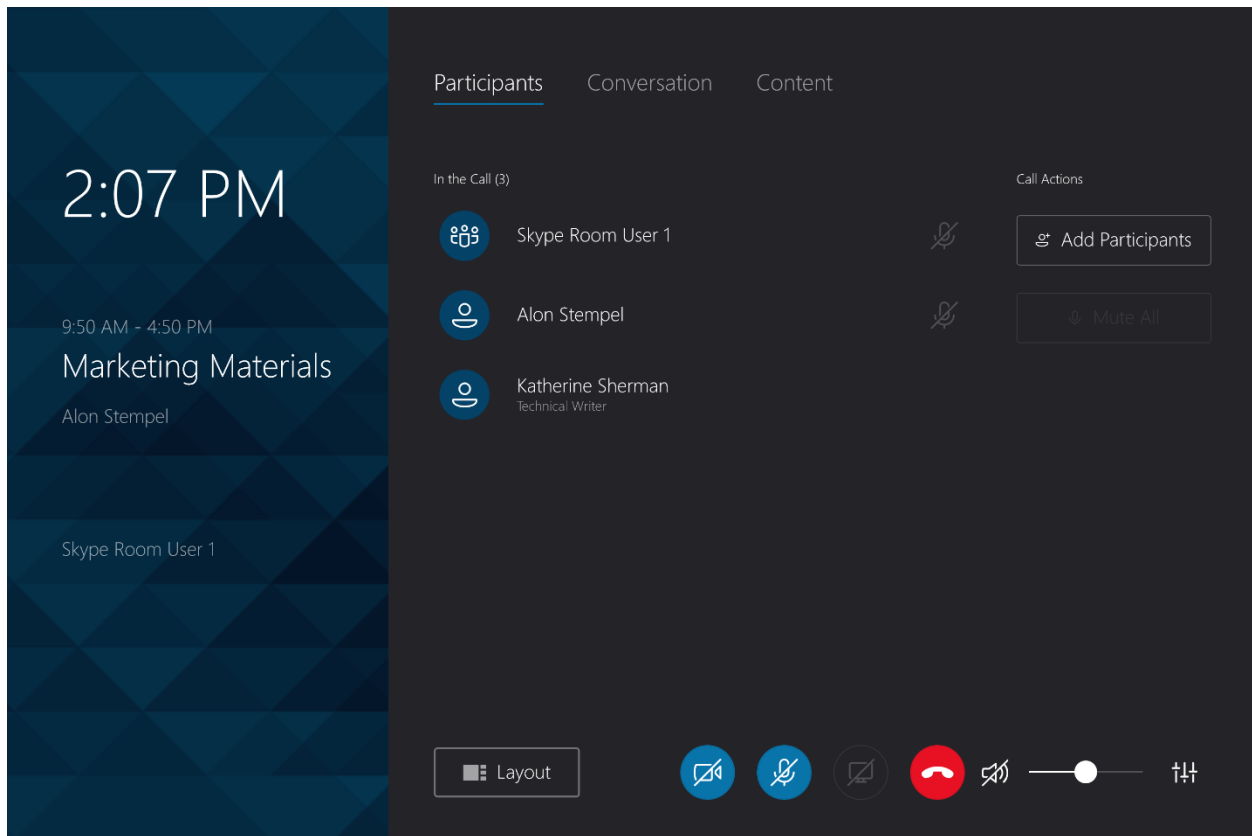 2:07 PM
9:50 AM - 4:50 PM
Marketing Materials
Alon Stempel
Skype Room User 1
Participants
Conversation
Content
In the Call (3)
Skype Room User 1
Alon Stempel
Katherine Sherman
Technical Writer
Call Actions
Add Participants
Mute All
Layout